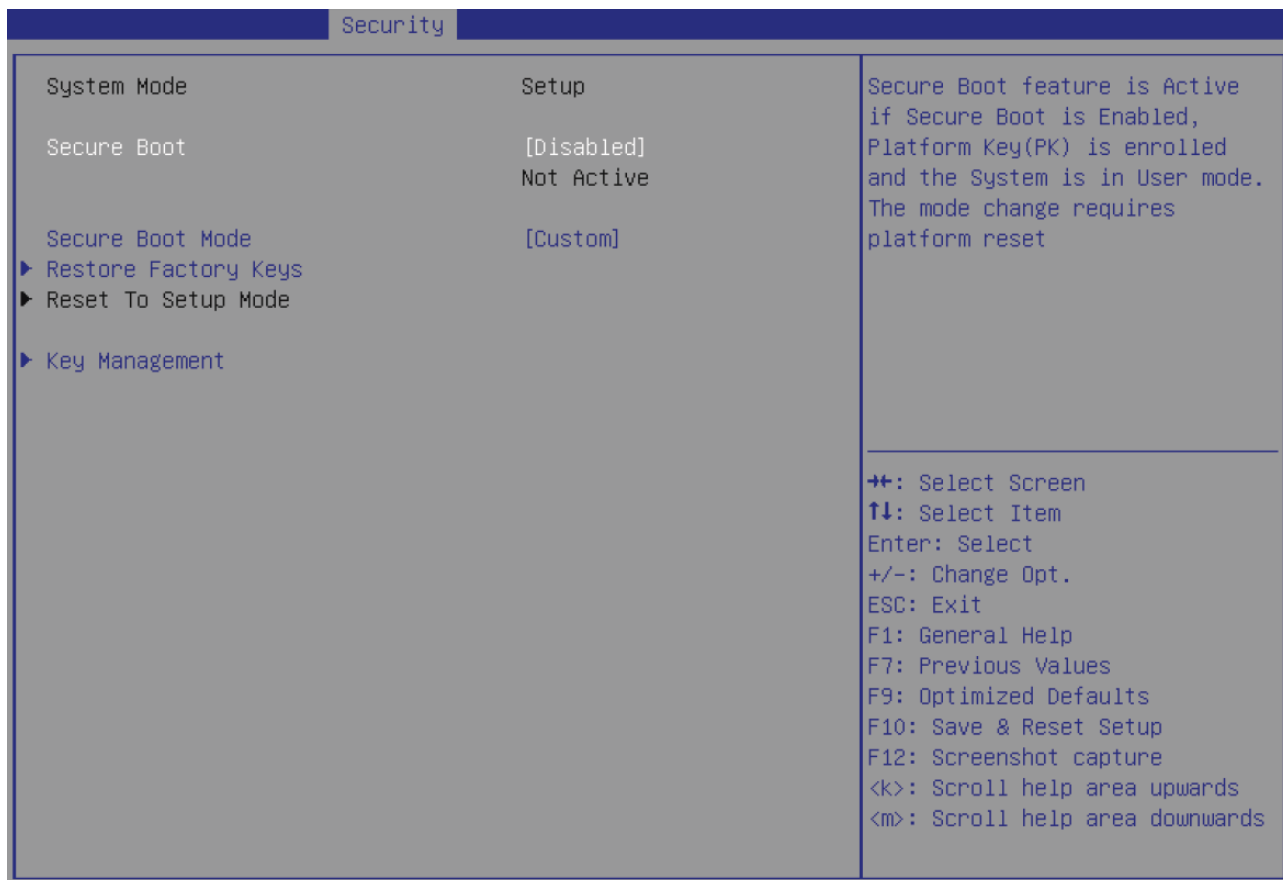 Security
System Mode Setup
Secure Boot [Disabled]
Not Active
Secure Boot Mode [Custom]
▶ Restore Factory Keys
▶ Reset To Setup Mode
▶ Key Management
Secure Boot feature is Active
if Secure Boot is Enabled,
Platform Key(PK) is enrolled
and the System is in User mode.
The mode change requires
platform reset
→←: Select Screen
↑↓: Select Item
Enter: Select
+/-: Change Opt.
ESC: Exit
F1: General Help
F7: Previous Values
F9: Optimized Defaults
F10: Save & Reset Setup
F12: Screenshot capture
<k>: Scroll help area upwards
<m>: Scroll help area downwards